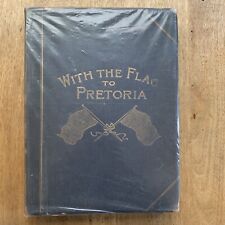 WITH THE FLAG
TO
PRETORIA